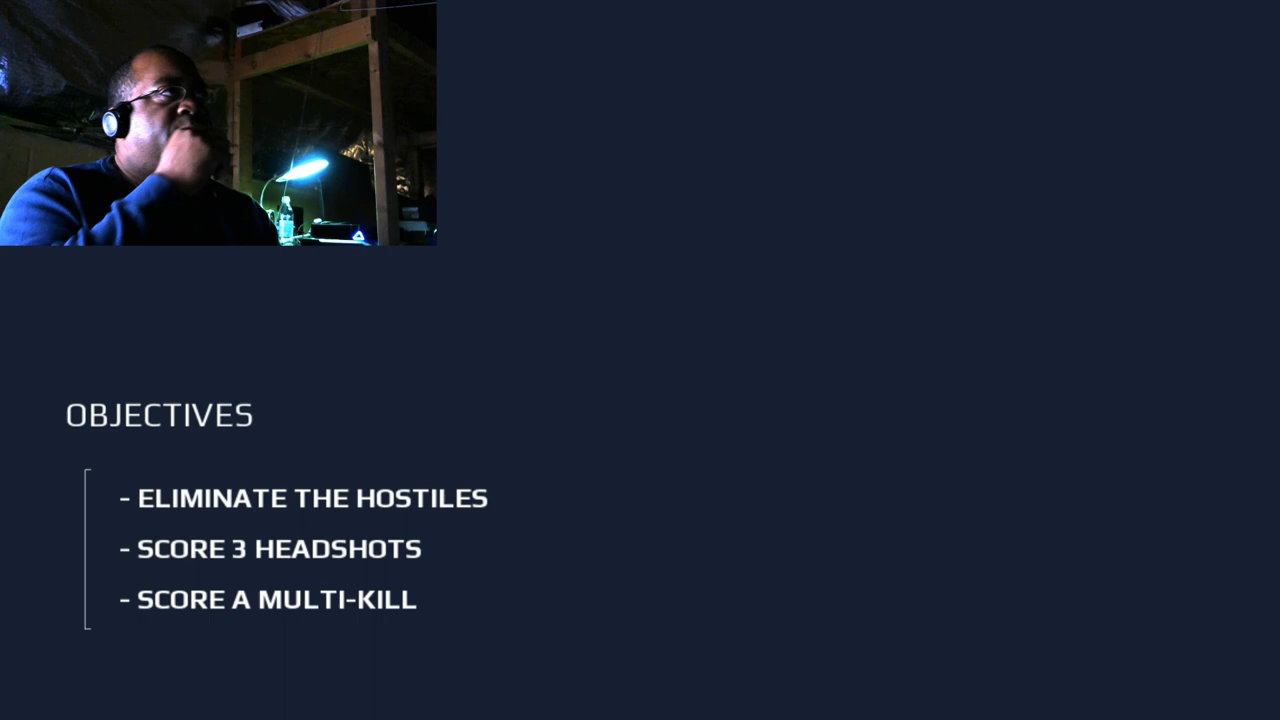 OBJECTIVES
- ELIMINATE THE HOSTILES
- SCORE 3 HEADSHOTS
- SCORE A MULTI-KILL